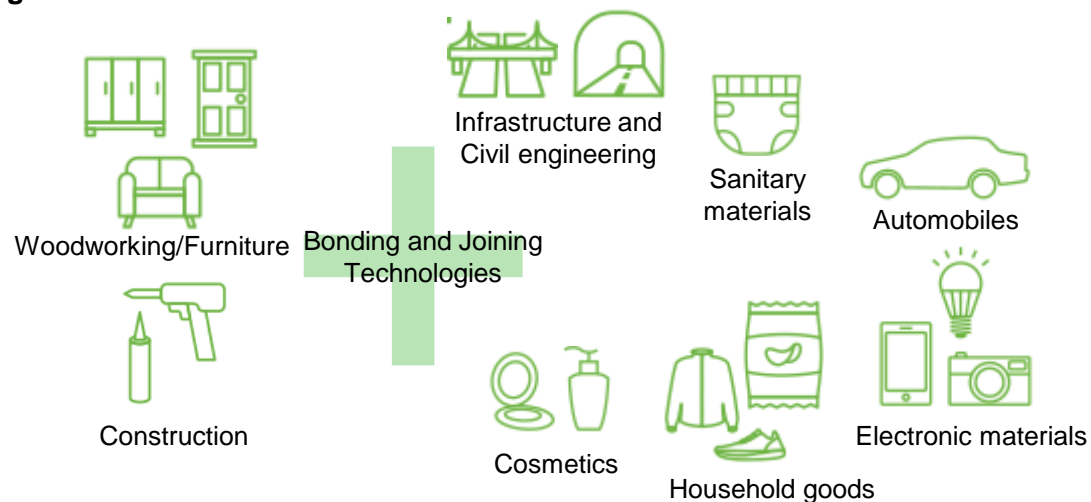 g
Infrastructure and
Civil engineering
Sanitary
materials
Automobiles
Woodworking/Furniture
Bonding and Joining
Technologies
Construction
Cosmetics
Household goods
Electronic materials